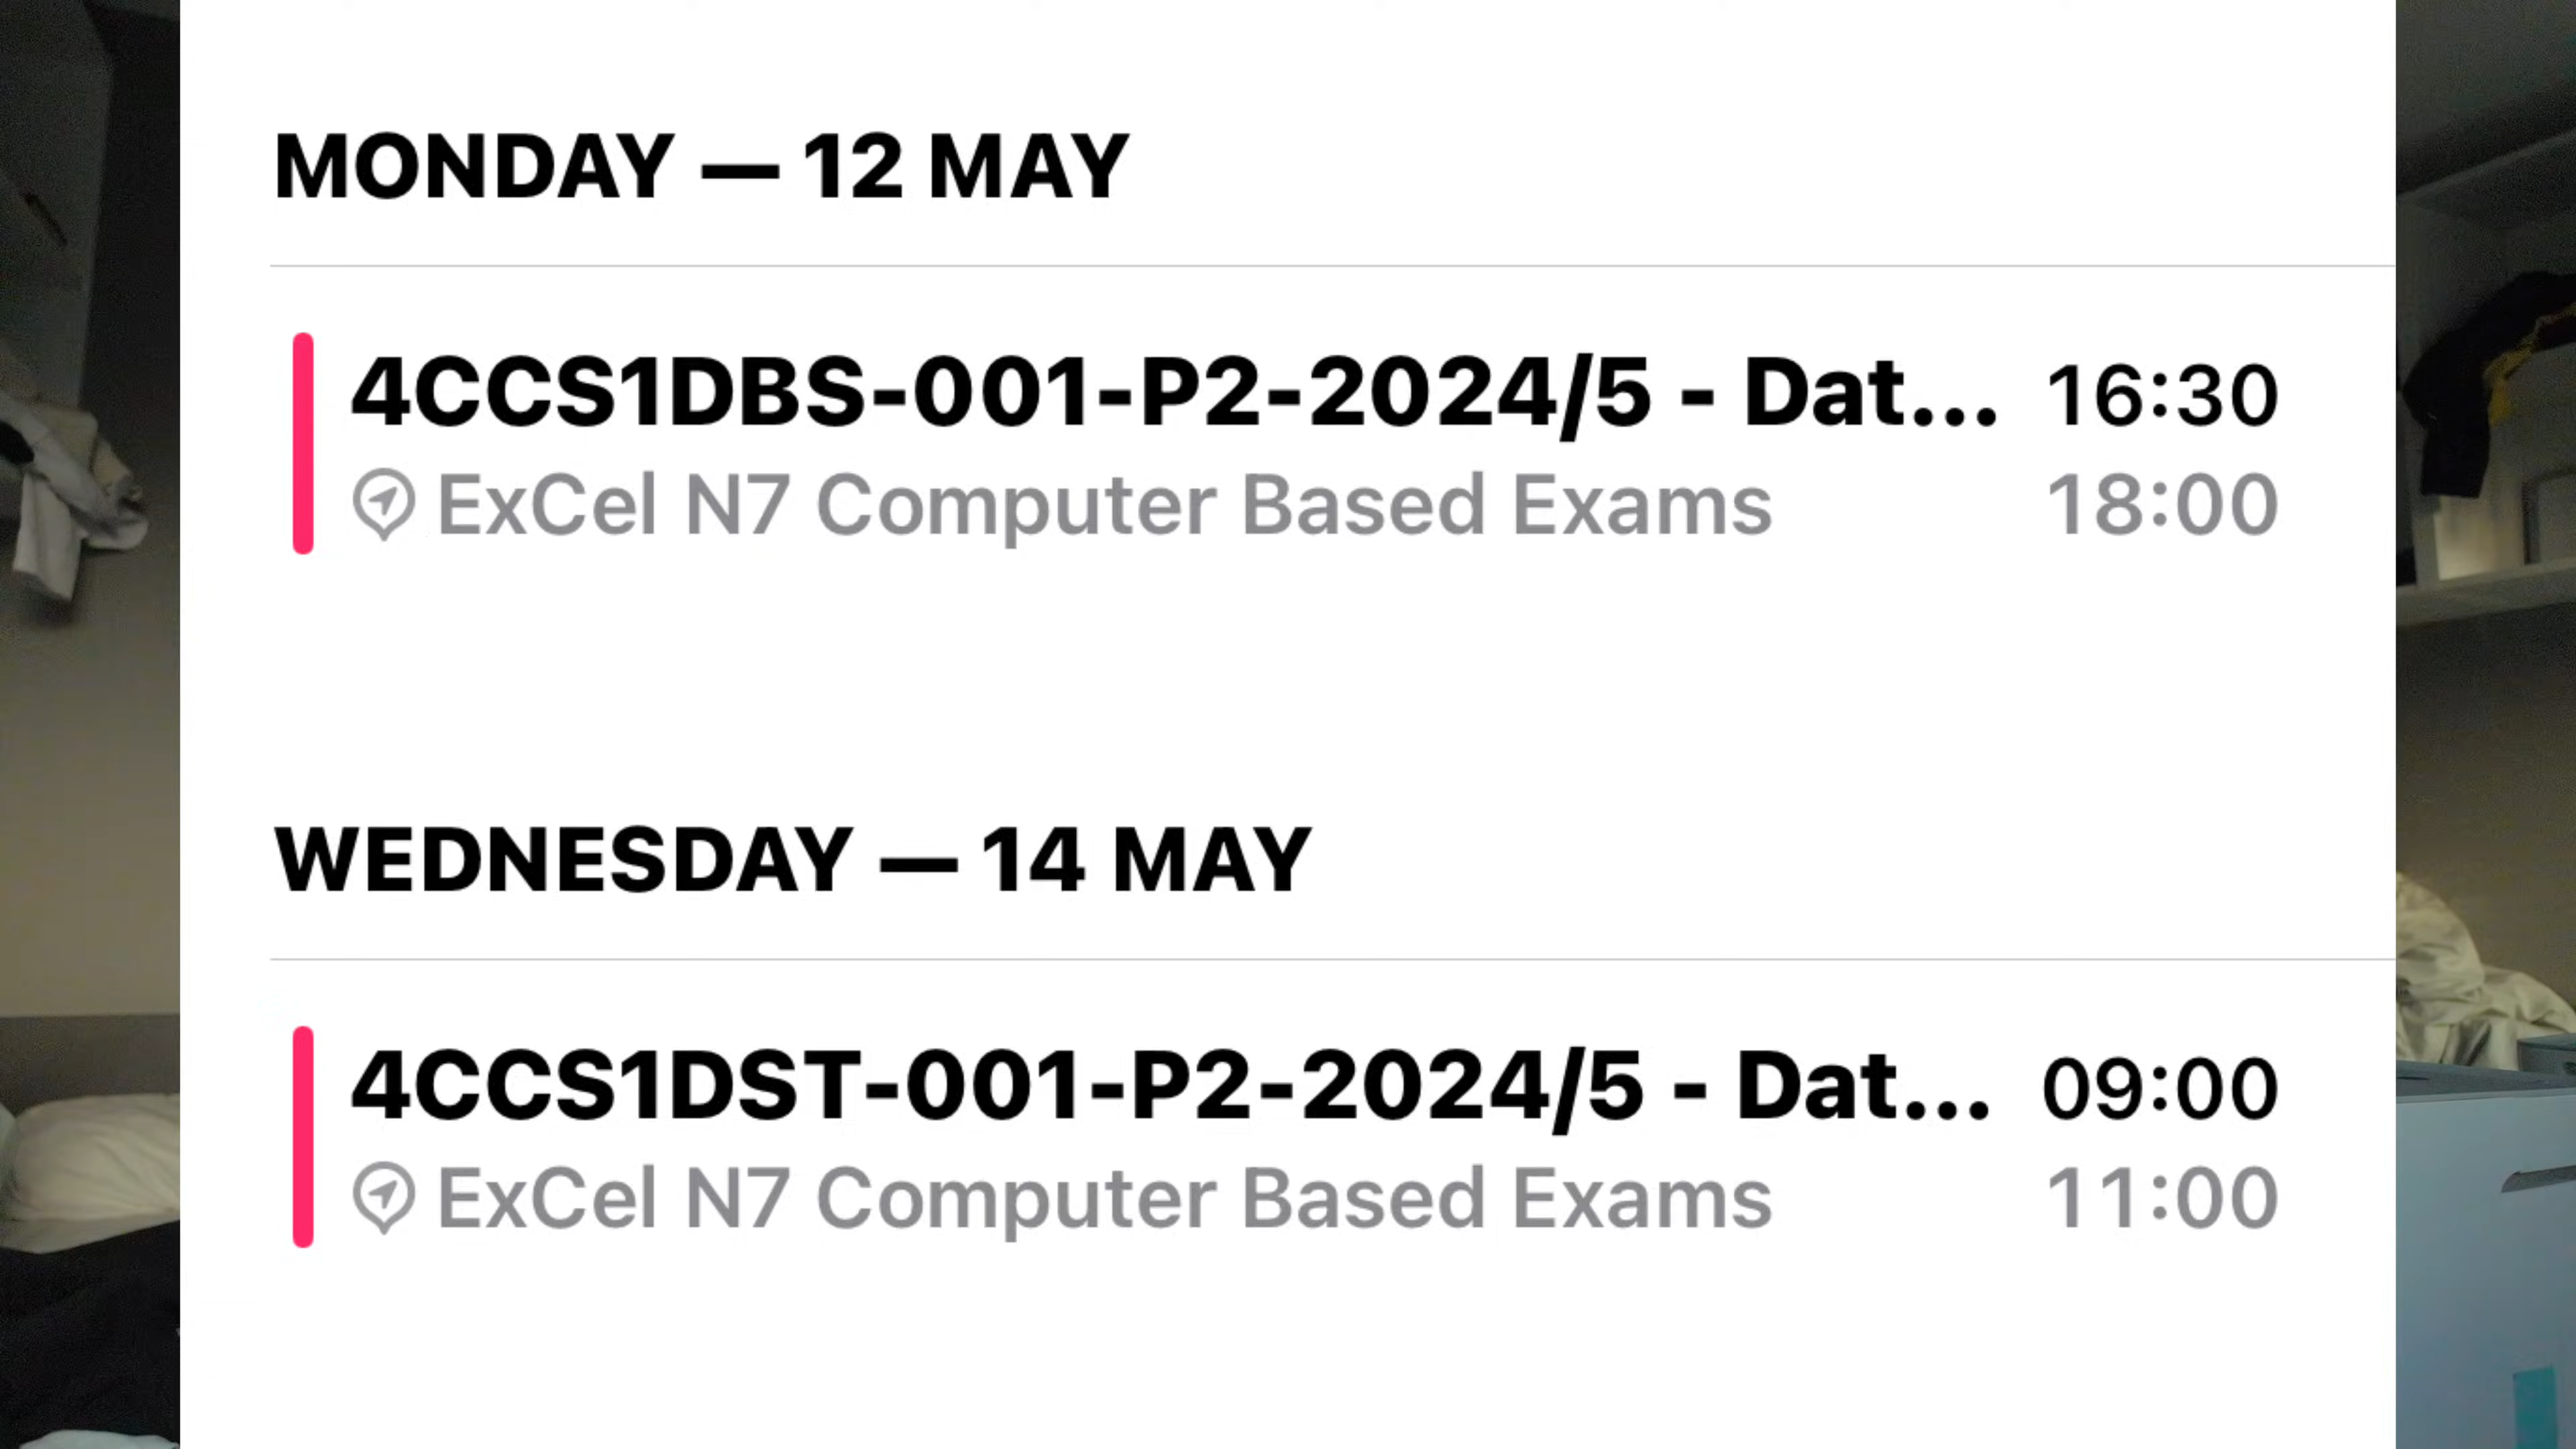 MONDAY — 12 MAY
4CCS1DBS-001-P2-2024/5 - Dat... 16:30
ExCel N7 Computer Based Exams 18:00
WEDNESDAY — 14 MAY
4CCS1DST-001-P2-2024/5 - Dat... 09:00
ExCel N7 Computer Based Exams 11:00